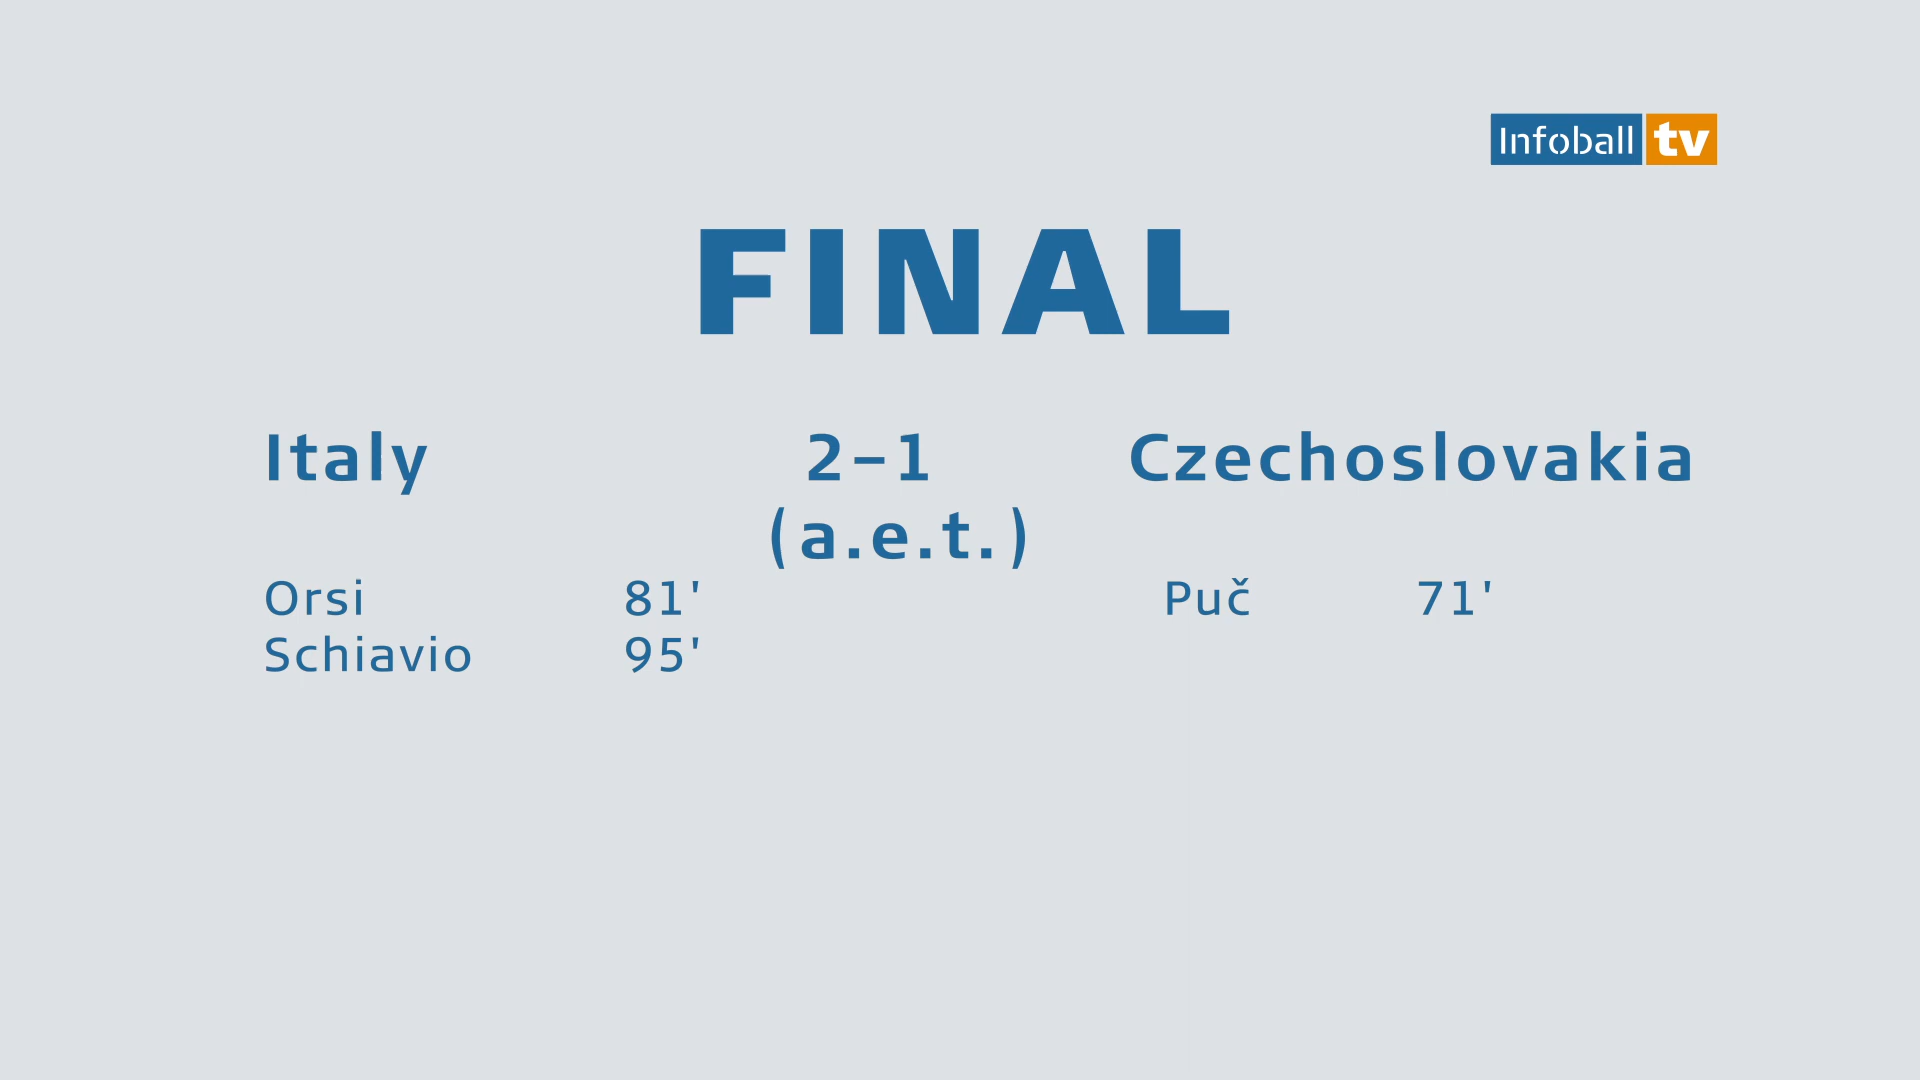 Infoball tv
FINAL
Italy 2–1 Czechoslovakia
(a.e.t.)
Orsi 81' Puč 71'
Schiavio 95'